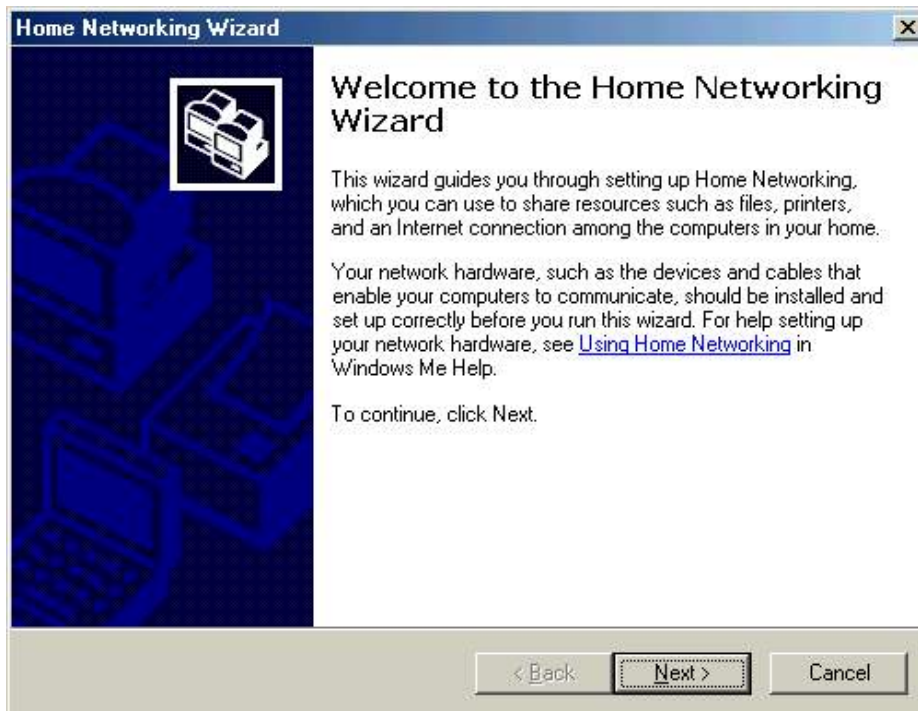 Home Networking Wizard
Welcome to the Home Networking
Wizard
This wizard guides you through setting up Home Networking,
which you can use to share resources such as files, printers,
and an Internet connection among the computers in your home.
Your network hardware, such as the devices and cables that
enable your computers to communicate, should be installed and
set up correctly before you run this wizard. For help setting up
your network hardware, see Using Home Networking in
Windows Me Help.
To continue, click Next.
< Back
Next >
Cancel